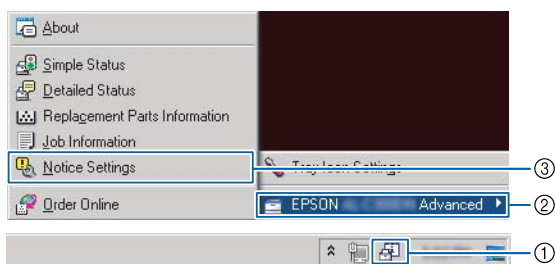 About
Simple Status
Detailed Status
Replacement Parts Information
Job Information
Notice Settings
Tray Icon Settings
③
Order Online
EPSON Advanced
②
①